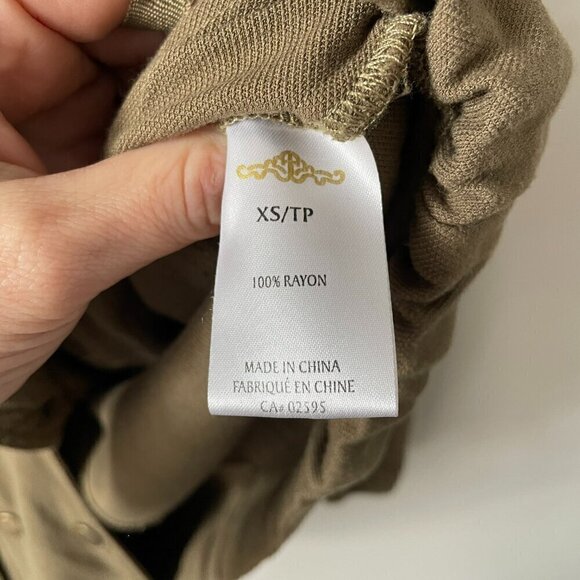 XS/TP
100% RAYON
MADE IN CHINA
FABRIQUÉ EN CHINE
CA# 02595